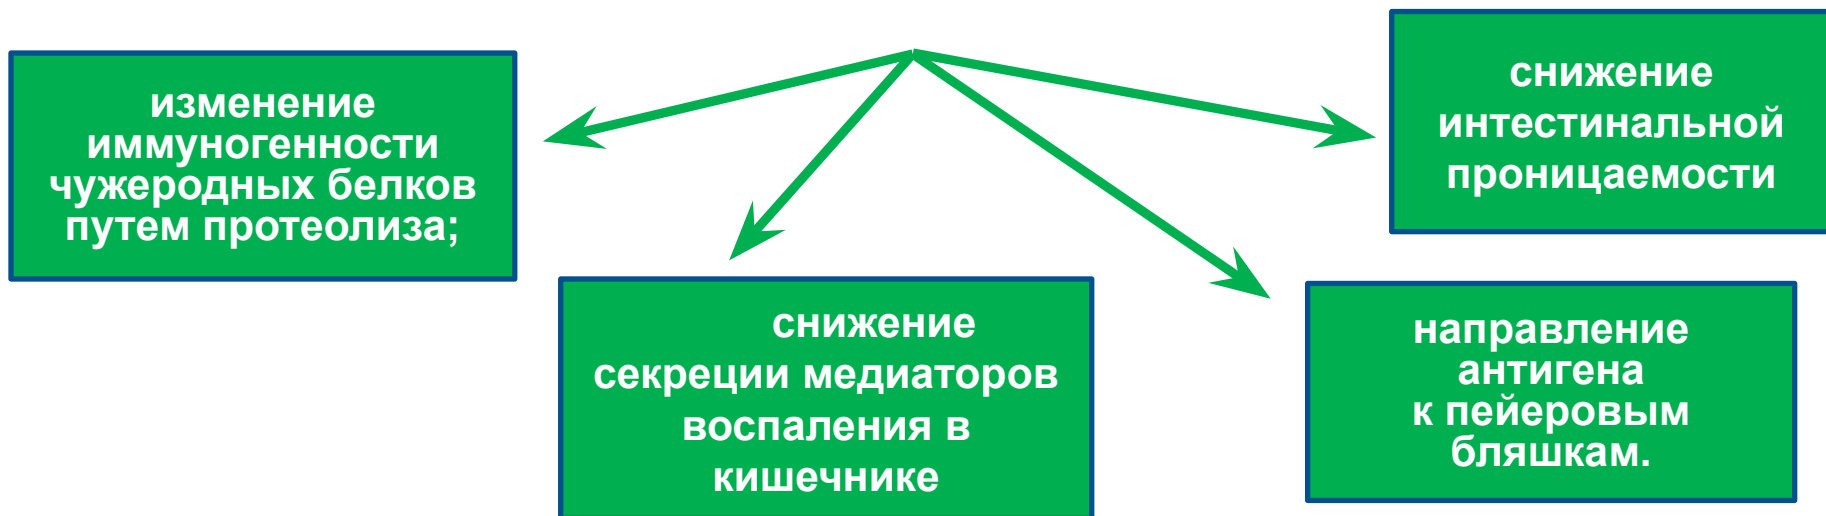 изменение
иммуногенности
чужеродных белков
путем протеолиза;
снижение
секреции медиаторов
воспаления в
кишечнике
направление
антигена
к пейеровым
бляшкам.
снижение
интестинальной
проницаемости